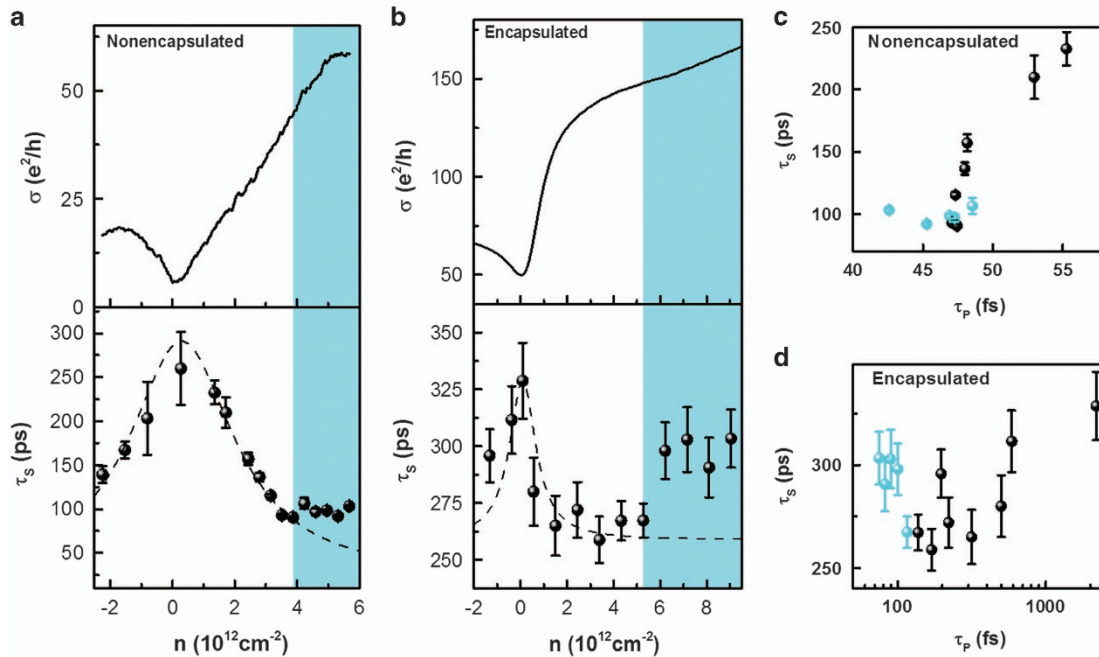 a
Nonencapsulated
50
25
0
σ (e²/h)
300
250
200
150
100
50
τS (ps)
-2 0 2 4 6
n (10¹²cm⁻²)
b
Encapsulated
150
100
50
σ (e²/h)
350
325
300
275
250
τS (ps)
-2 0 2 4 6 8
n (10¹²cm⁻²)
c
Nonencapsulated
250
200
150
100
τS (ps)
40 45 50 55
τP (fs)
d
Encapsulated
300
250
τS (ps)
100 1000
τP (fs)